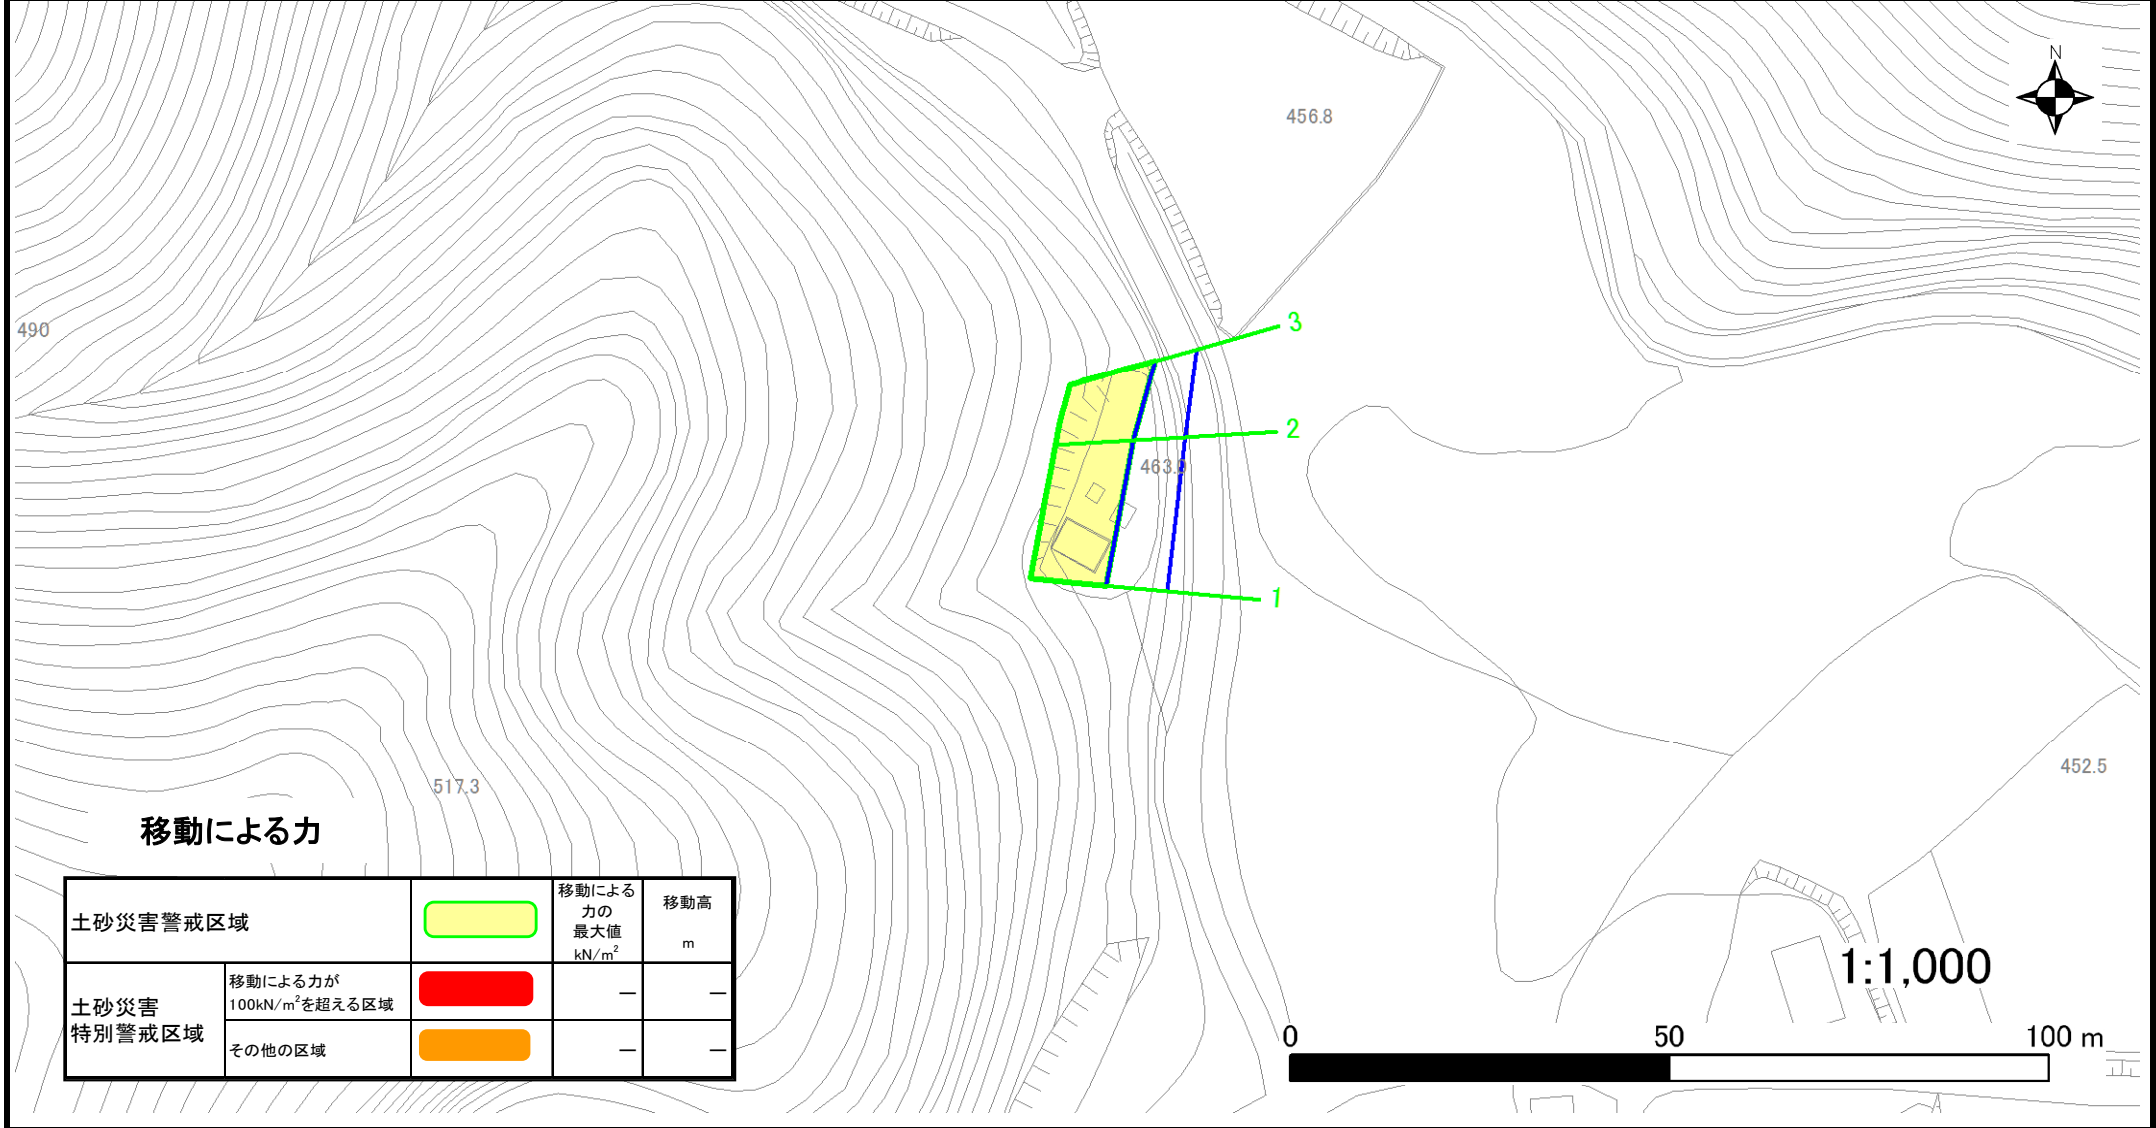 N
456.8
490
3
2
463.
1
517.3
452.5
移動による力
土砂災害警戒区域
移動による
力の
最大値
kN/m²
移動高
m
土砂災害
特別警戒区域
移動による力が
100kN/m²を超える区域
—
—
その他の区域
—
—
1:1,000
0
50
100 m